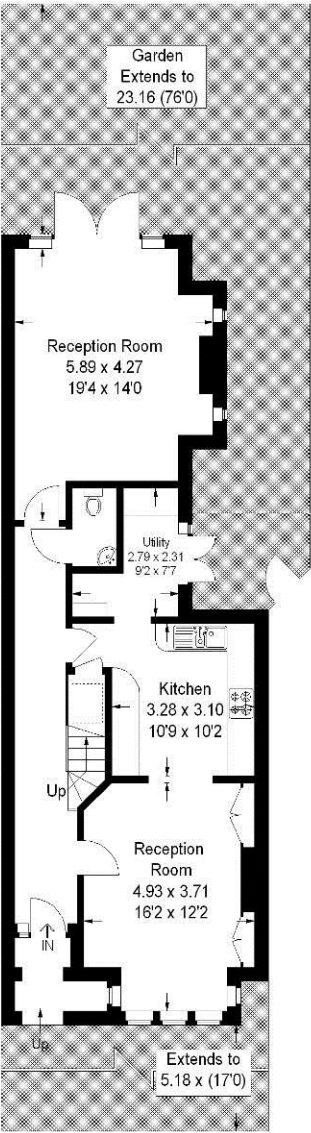 Garden
Extends to
23.16 (76'0)
Reception Room
5.89 x 4.27
19'4 x 14'0
Utility
2.79 x 2.31
9'2 x 7'7
Kitchen
3.28 x 3.10
10'9 x 10'2
Up
Reception
Room
4.93 x 3.71
16'2 x 12'2
IN
Up
Extends to
5.18 x (17'0)